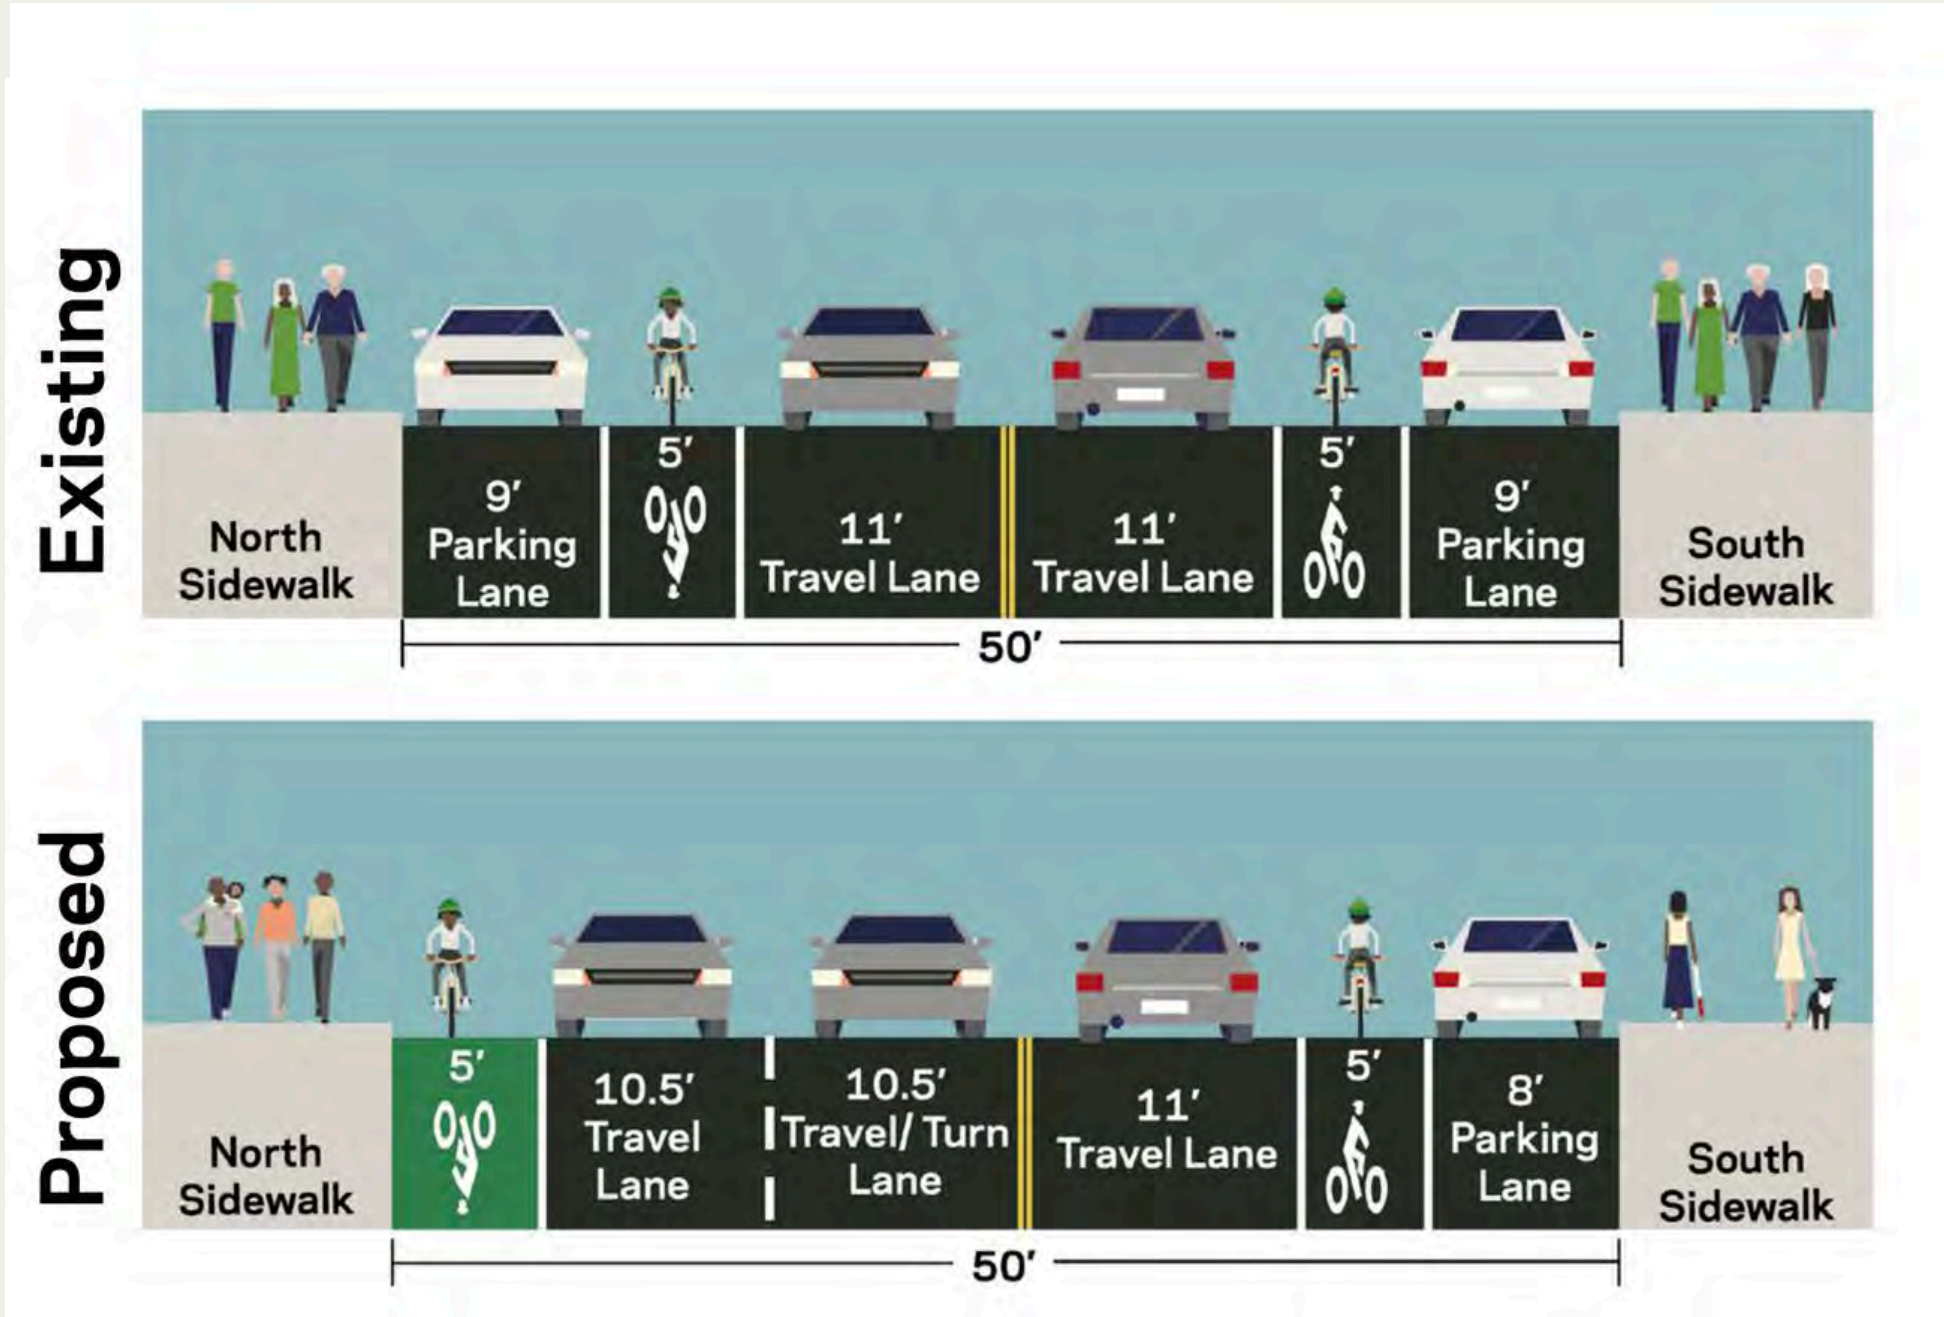 Existing
North
Sidewalk
9′
Parking
Lane
5′
11′
Travel Lane
11′
Travel Lane
5′
9′
Parking
Lane
South
Sidewalk
50′
Proposed
North
Sidewalk
5′
10.5′
Travel
Lane
10.5′
Travel/ Turn
Lane
11′
Travel Lane
5′
8′
Parking
Lane
South
Sidewalk
50′